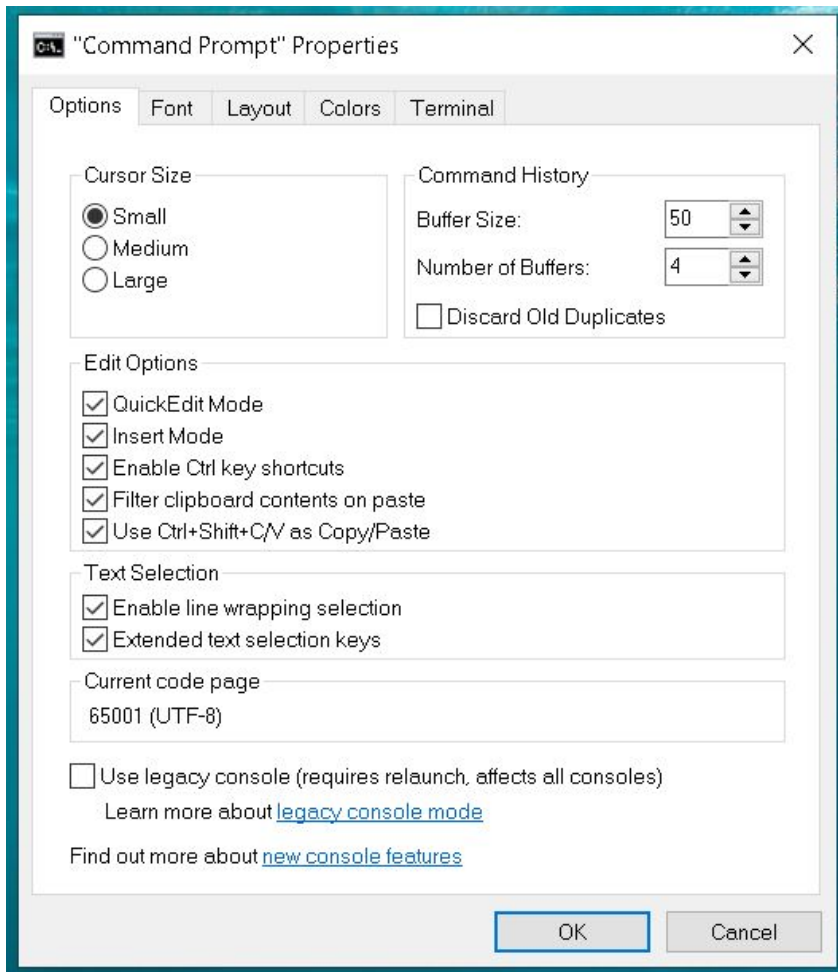 "Command Prompt" Properties
Options Font Layout Colors Terminal
Cursor Size
Small
Medium
Large
Command History
Buffer Size: 50
Number of Buffers: 4
Discard Old Duplicates
Edit Options
QuickEdit Mode
Insert Mode
Enable Ctrl key shortcuts
Filter clipboard contents on paste
Use Ctrl+Shift+C/V as Copy/Paste
Text Selection
Enable line wrapping selection
Extended text selection keys
Current code page
65001 (UTF-8)
Use legacy console (requires relaunch, affects all consoles)
Learn more about legacy console mode
Find out more about new console features
OK Cancel